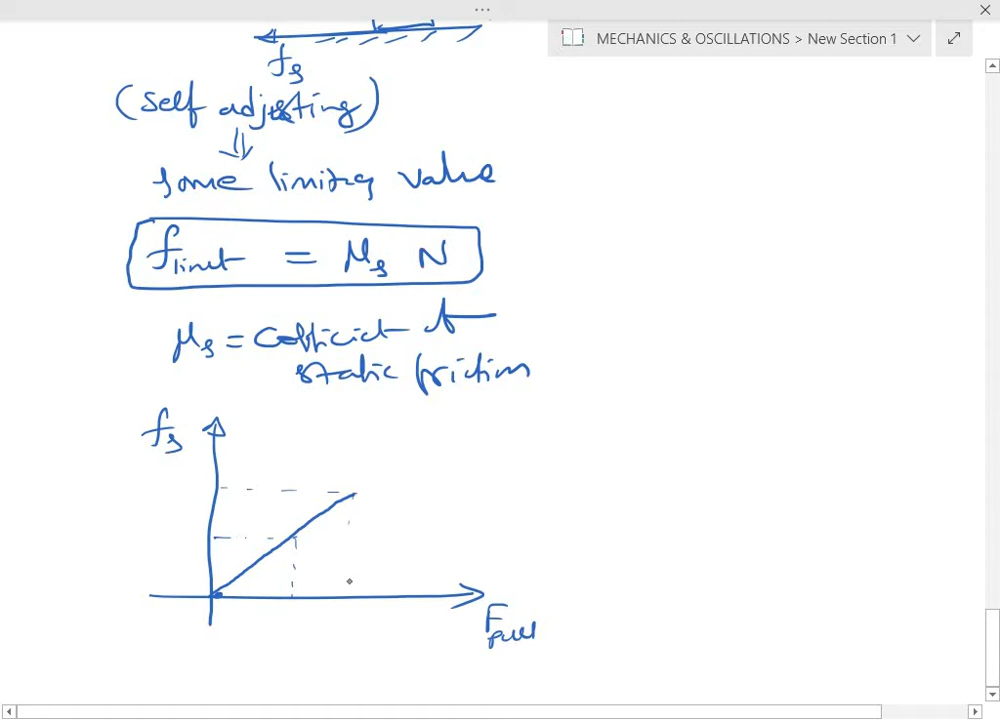 MECHANICS & OSCILLATIONS > New Section 1
fs
(self adjusting)
some limiting value
flimit = μs N
μs = coefficient of
static friction
fs
Fpull